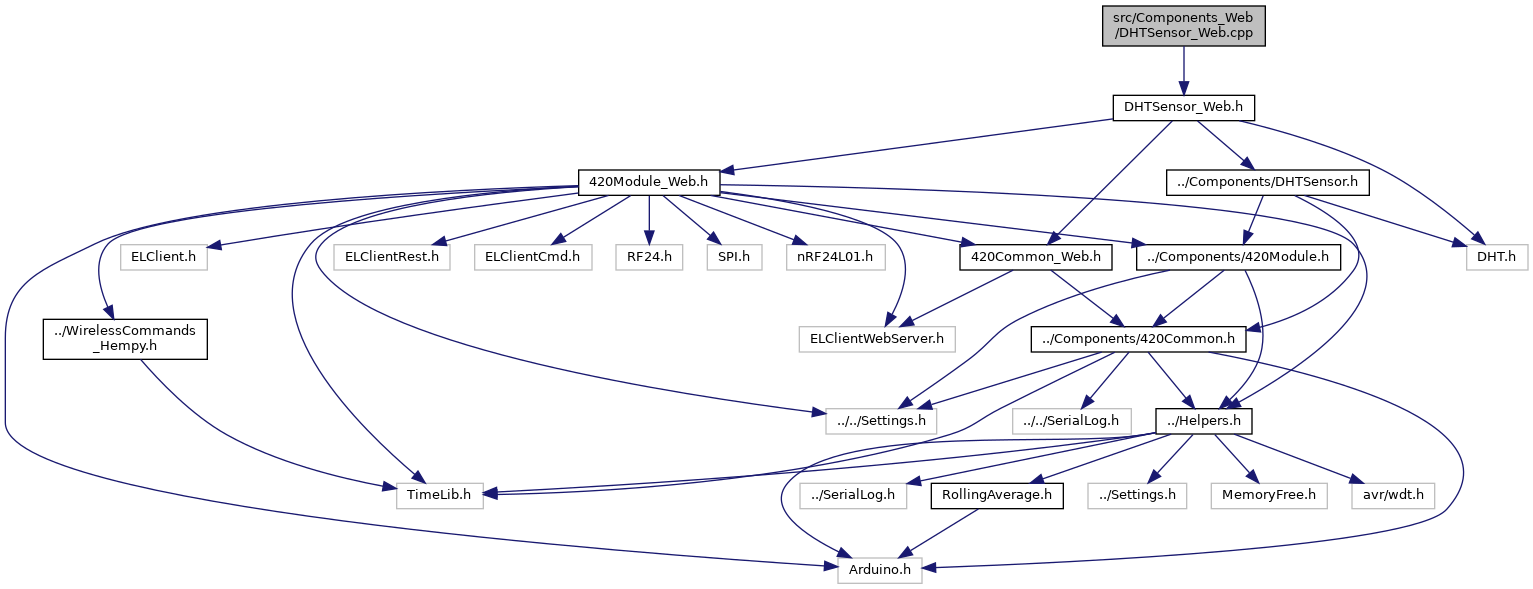 src/Components_Web
/DHTSensor_Web.cpp
DHTSensor_Web.h
420Module_Web.h
../Components/DHTSensor.h
ELClient.h
ELClientRest.h
ELClientCmd.h
RF24.h
SPI.h
nRF24L01.h
420Common_Web.h
../Components/420Module.h
DHT.h
../WirelessCommands
_Hempy.h
ELClientWebServer.h
../Components/420Common.h
../../Settings.h
../../SerialLog.h
../Helpers.h
TimeLib.h
../SerialLog.h
RollingAverage.h
../Settings.h
MemoryFree.h
avr/wdt.h
Arduino.h